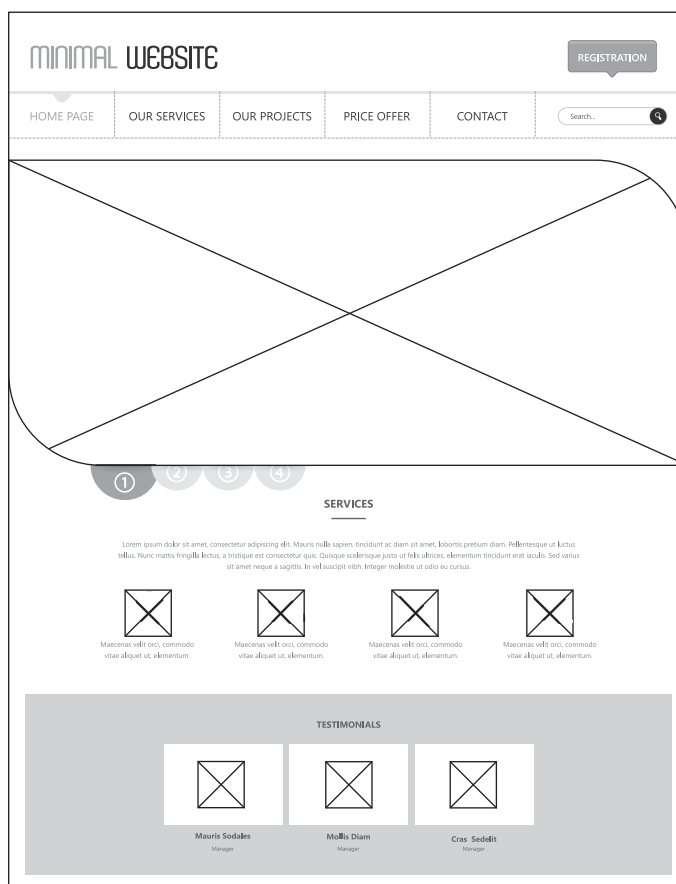 MINIMAL WEBSITE
REGISTRATION
HOME PAGE
OUR SERVICES
OUR PROJECTS
PRICE OFFER
CONTACT
Search...
1
2
3
4
SERVICES
Lorem ipsum dolor sit amet, consectetur adipiscing elit. Mauris nulla sapien, tincidunt ac diam sit amet, lobortis pretium diam. Pellentesque ut luctus
tellus. Nunc mattis fringilla lectus, a tristique est consectetur quis. Quisque scelerisque justo ut felis ultrices, elementum tincidunt erat iaculis. Sed varius
sit amet neque a sagittis. In vel suscipit nibh. Integer molestie ut odio eu cursus.
Maecenas velit orci, commodo
vitae aliquet ut, elementum.
Maecenas velit orci, commodo
vitae aliquet ut, elementum.
Maecenas velit orci, commodo
vitae aliquet ut, elementum.
Maecenas velit orci, commodo
vitae aliquet ut, elementum.
TESTIMONIALS
Mauris Sodales
Manager
Mollis Diam
Manager
Cras Sedelit
Manager